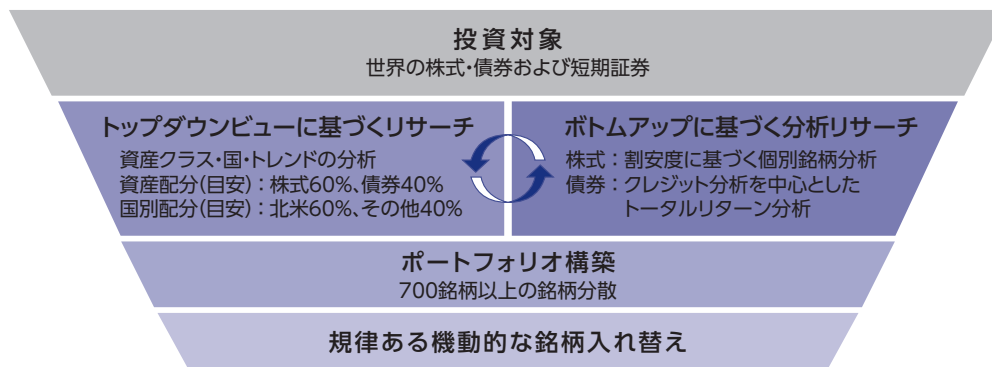 投資対象
世界の株式・債券および短期証券
トップダウンビューに基づくリサーチ
資産クラス・国・トレンドの分析
資産配分(目安)：株式60%、債券40%
国別配分(目安)：北米60%、その他40%
ボトムアップに基づく分析リサーチ
株式：割安度に基づく個別銘柄分析
債券：クレジット分析を中心とした
トータルリターン分析
ポートフォリオ構築
700銘柄以上の銘柄分散
規律ある機動的な銘柄入れ替え